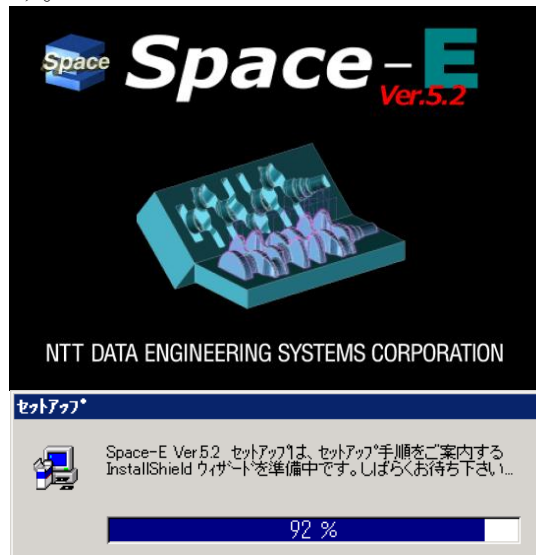 Space
Space-E
Ver.5.2
NTT DATA ENGINEERING SYSTEMS CORPORATION
セットアップ
Space-E Ver.5.2 セットアップは、セットアップ手順をご案内する
InstallShield ウィザードを準備中です。しばらくお待ち下さい...
92 %